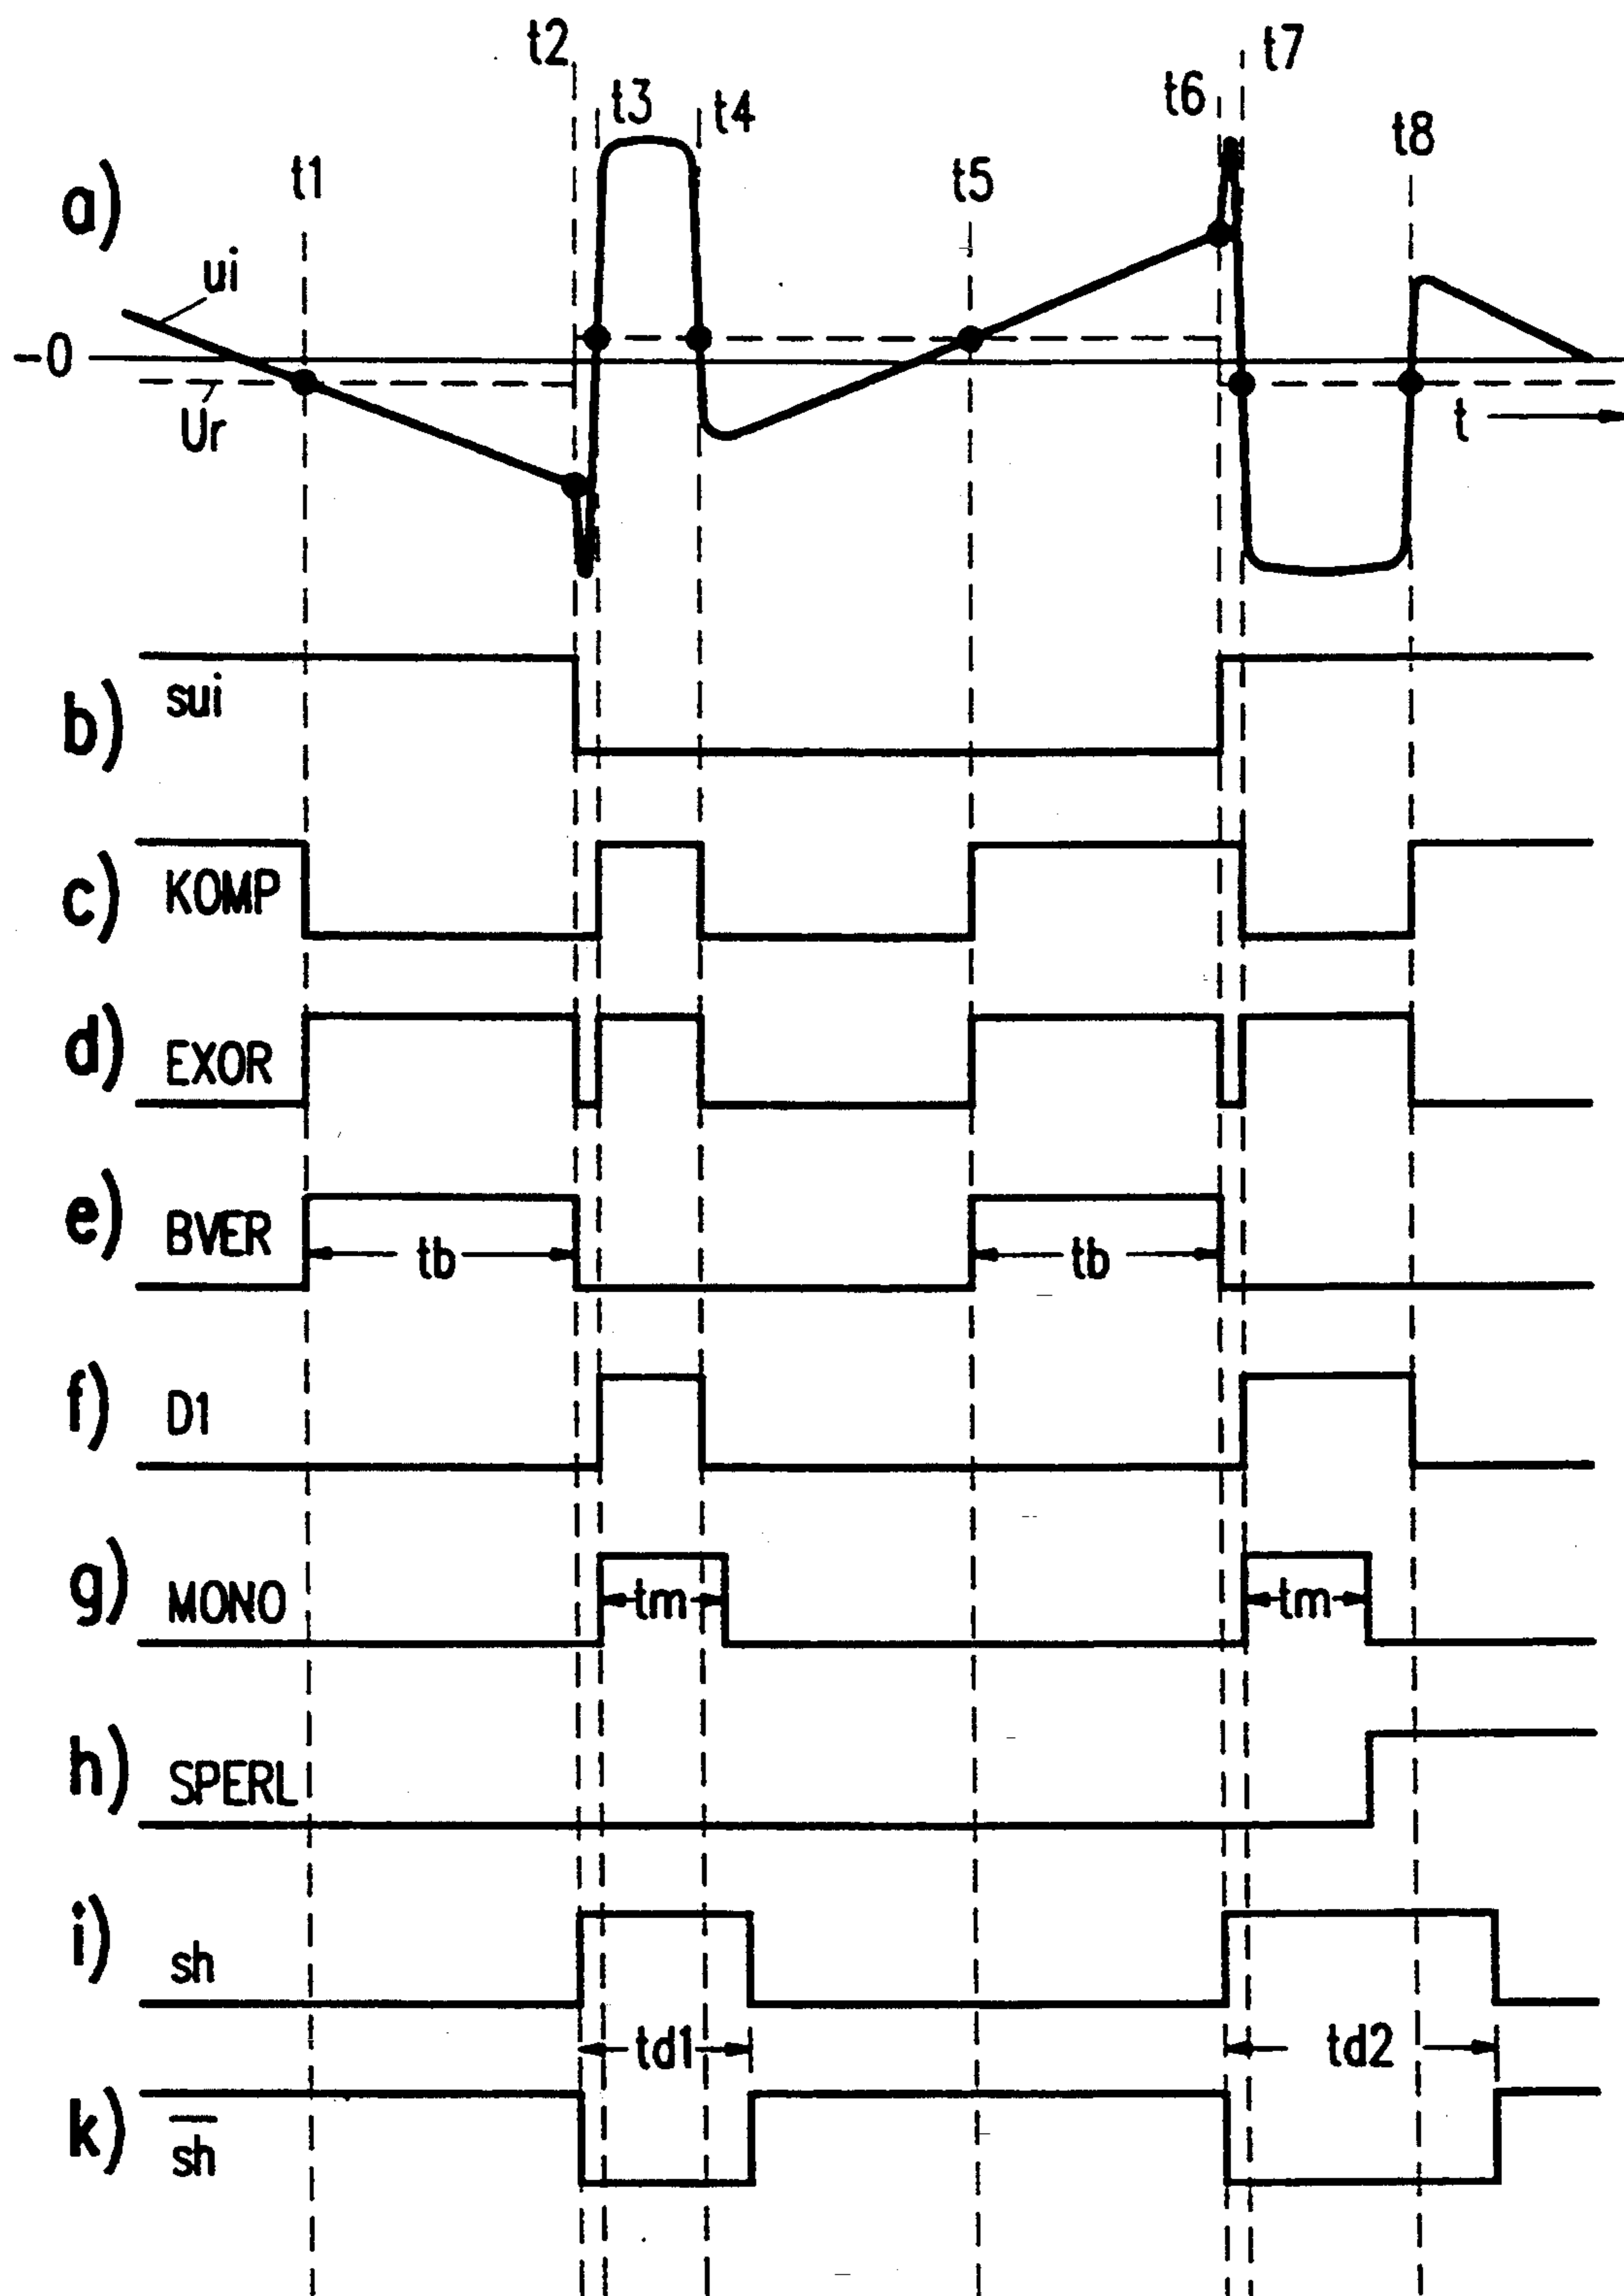 t2
t7
t3
t4
t6
t1
t5
t8
a)
ui
-0
Ur
t
b)
sui
c)
KOMP
d)
EXOR
e)
BVER
tb
tb
f)
D1
g)
MONO
tm
tm
h)
SPERL
i)
sh
td1
td2
k)
s̅h̅